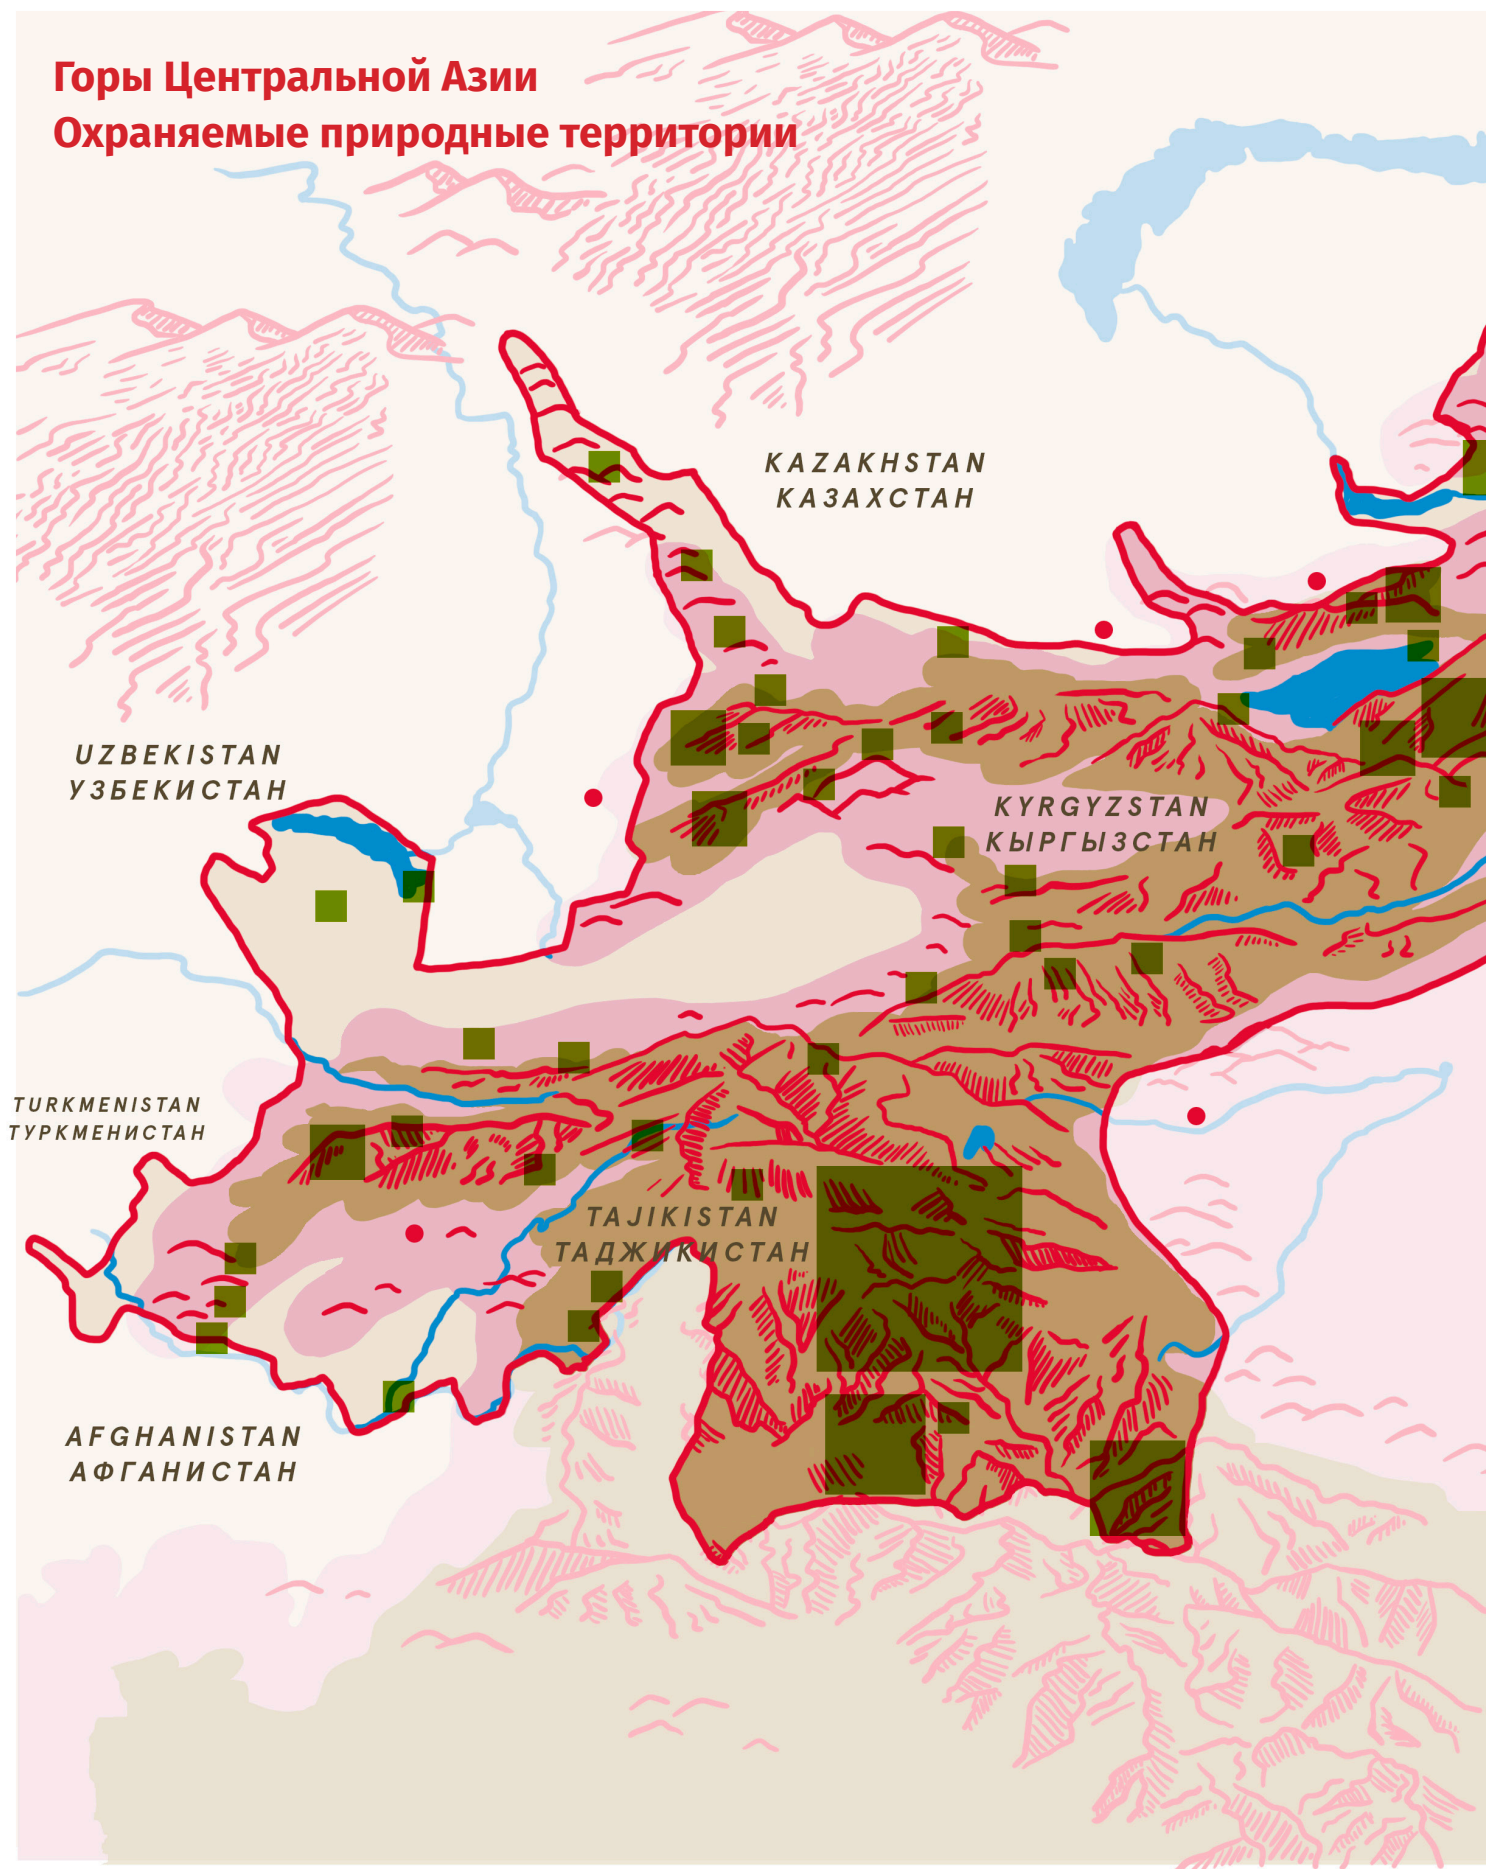 Горы Центральной Азии
Охраняемые природные территории
KAZAKHSTAN
КАЗАХСТАН
UZBEKISTAN
УЗБЕКИСТАН
KYRGYZSTAN
КЫРГЫЗСТАН
TURKMENISTAN
ТУРКМЕНИСТАН
TAJIKISTAN
ТАДЖИКИСТАН
AFGHANISTAN
АФГАНИСТАН